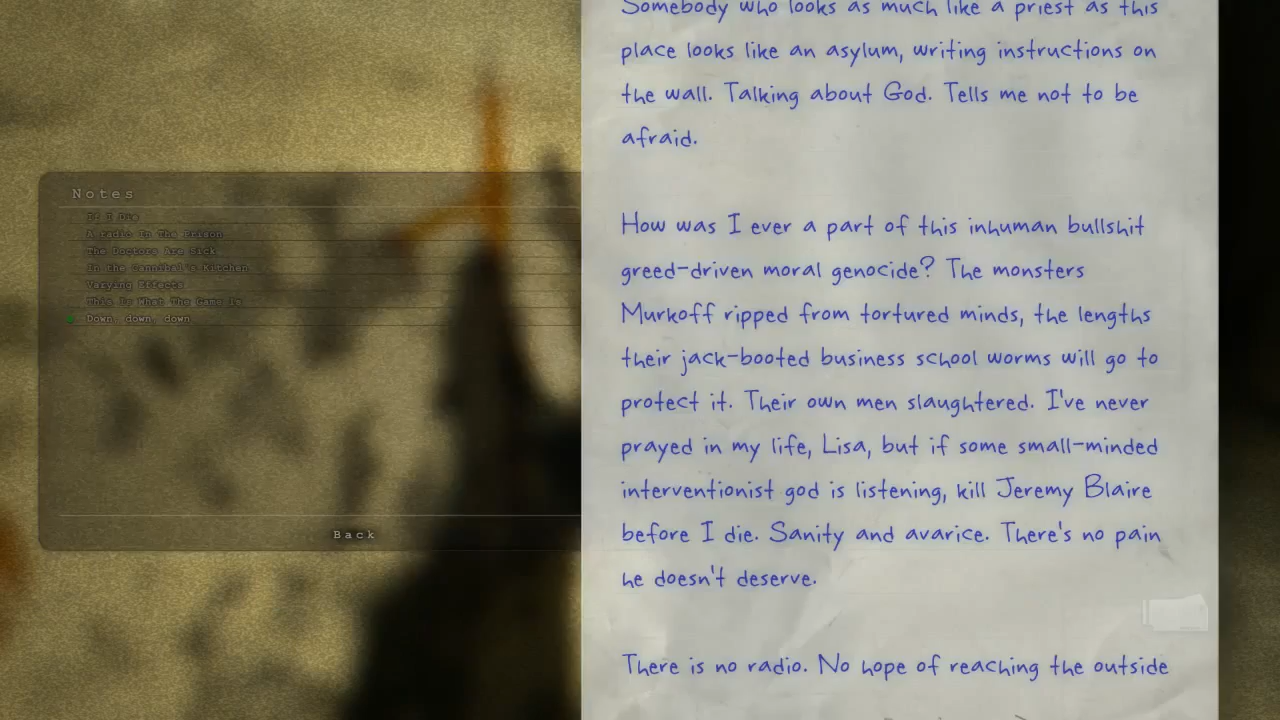 Notes
If I Die
A radio In The Prison
The Doctors Are Sick
In the Cannibal's Kitchen
Varying Effects
This Is What The Game Is
Down, down, down
Back
Somebody who looks as much like a priest as this
place looks like an asylum, writing instructions on
the wall. Talking about God. Tells me not to be
afraid.
How was I ever a part of this inhuman bullshit
greed-driven moral genocide? The monsters
Murkoff ripped from tortured minds, the lengths
their jack-booted business school worms will go to
protect it. Their own men slaughtered. I've never
prayed in my life, Lisa, but if some small-minded
interventionist god is listening, kill Jeremy Blaire
before I die. Sanity and avarice. There's no pain
he doesn't deserve.
There is no radio. No hope of reaching the outside